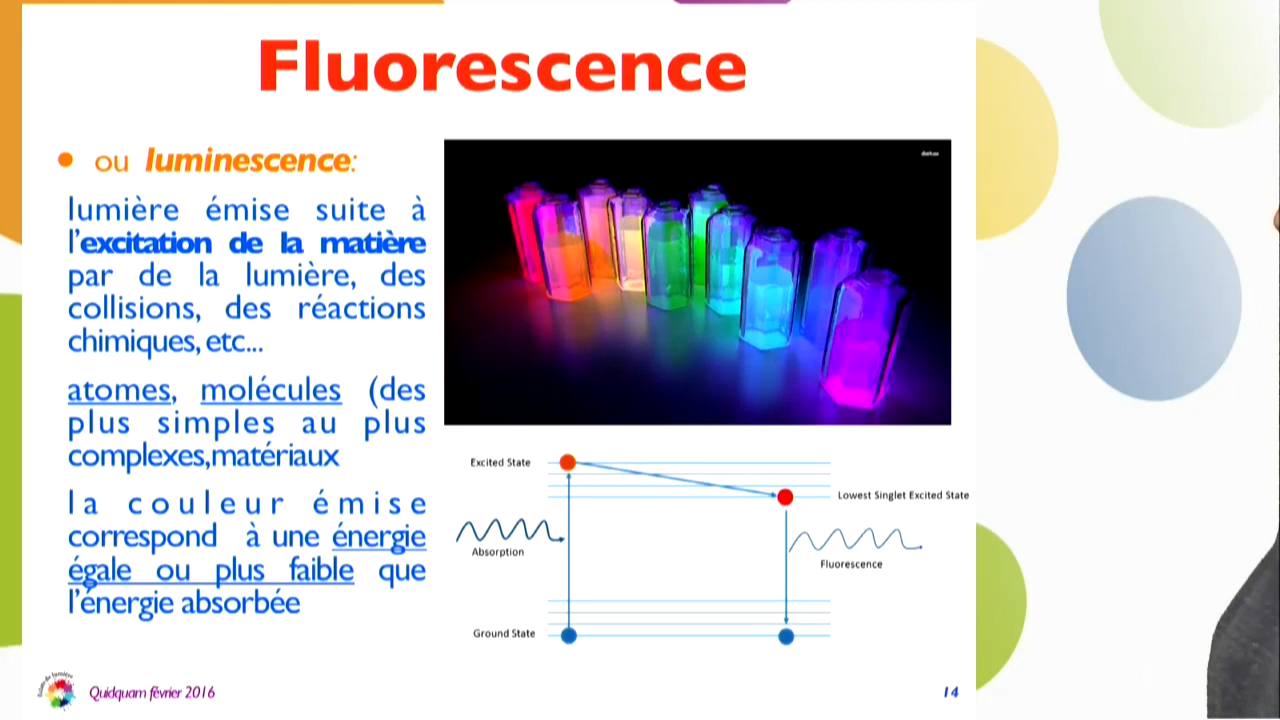 Fluorescence
• ou luminescence:
lumière émise suite à
l'excitation de la matière
par de la lumière, des
collisions, des réactions
chimiques, etc...
atomes, molécules (des
plus simples au plus
complexes,matériaux
la couleur émise
correspond à une énergie
égale ou plus faible que
l'énergie absorbée
Excited State
Lowest Singlet Excited State
Absorption
Fluorescence
Ground State
Quidquam février 2016
14